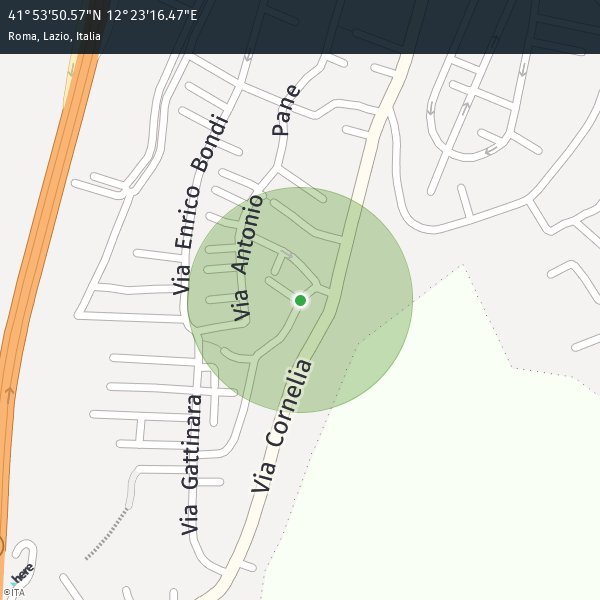 41°53'50.57"N 12°23'16.47"E
Roma, Lazio, Italia
Pane
Via Enrico Bondi
Via Antonio
Via Cornelia
Via Gattinara
here
©ITA